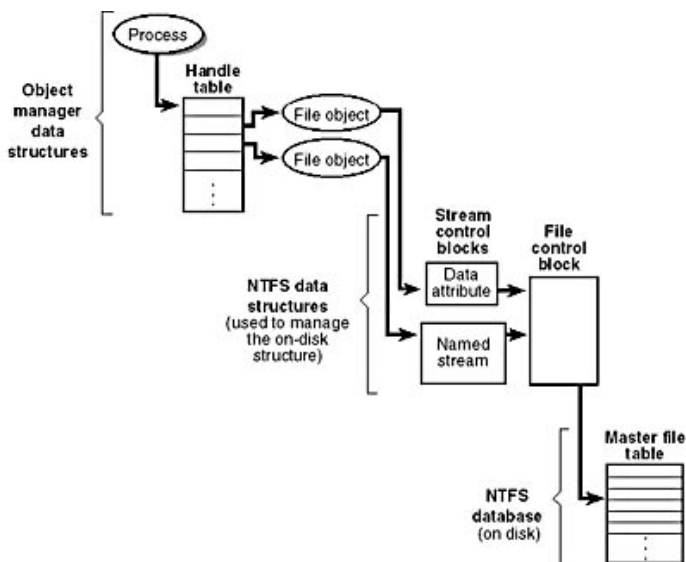 Process
Handle
table
Object
manager
data
structures
File object
File object
Stream
control
blocks
File
control
block
Data
attribute
NTFS data
structures
(used to manage
the on-disk
structure)
Named
stream
Master file
table
NTFS
database
(on disk)